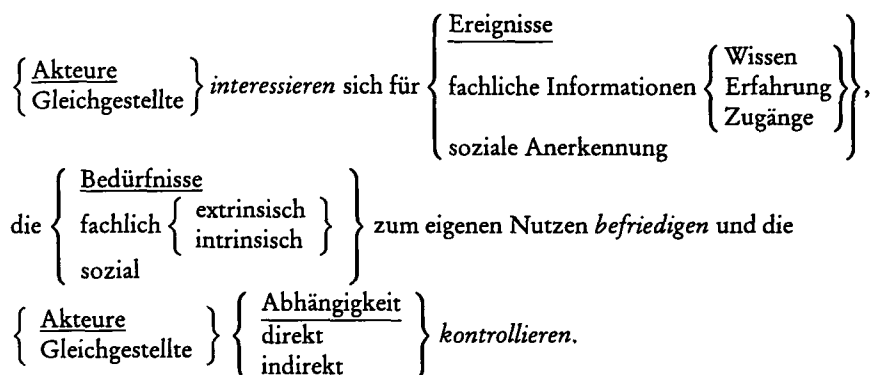 Ereignisse
{ Akteure Gleichgestellte } interessieren sich für { fachliche Informationen { Wissen Erfahrung Zugänge } },
soziale Anerkennung
die { Bedürfnisse
fachlich { extrinsisch intrinsisch } } zum eigenen Nutzen befriedigen und die
sozial
{ Akteure Gleichgestellte } { Abhängigkeit direkt indirekt } kontrollieren.